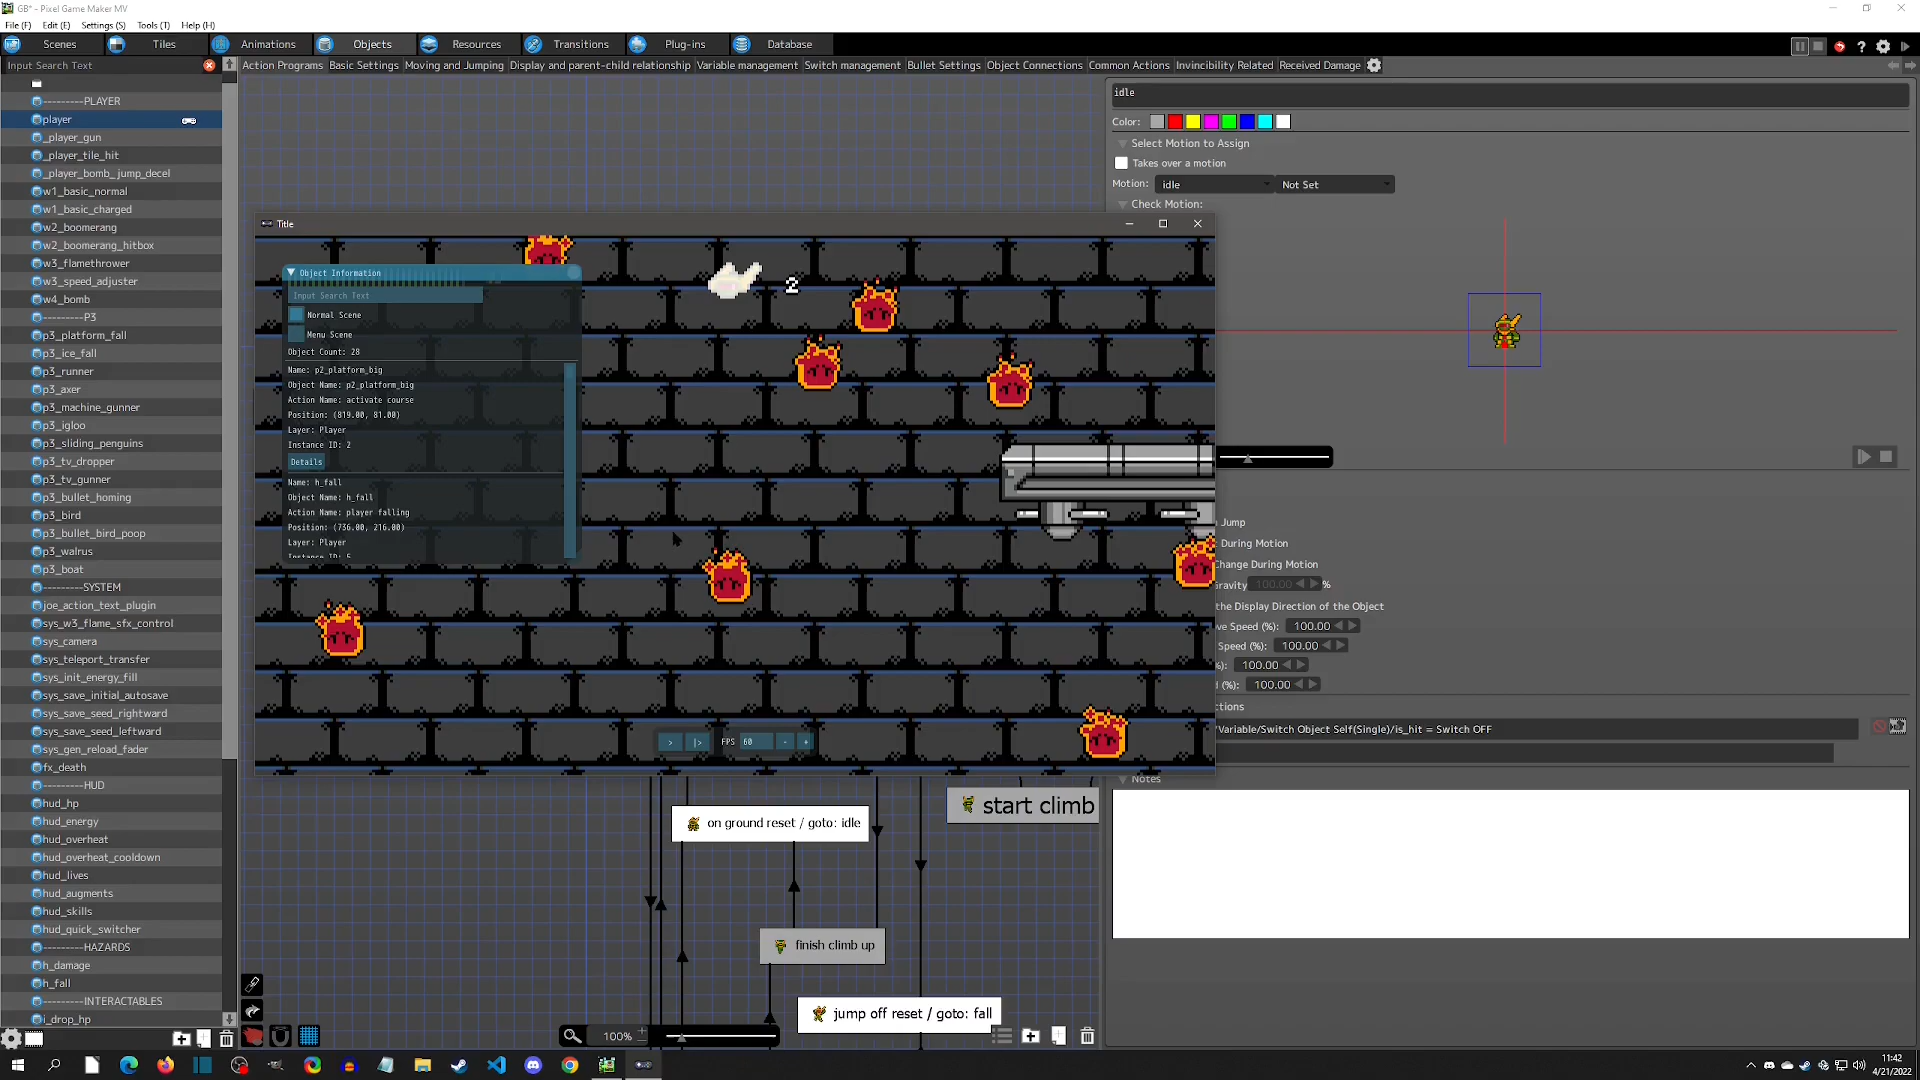 GB* - Pixel Game Maker MV
File (F) Edit (E) Settings (S) Tools (T) Help (H)
Scenes Tiles Animations Objects Resources Transitions Plug-ins Database
Input Search Text
Action Programs Basic Settings Moving and Jumping Display and parent-child relationship Variable management Switch management Bullet Settings Object Connections Common Actions Invincibility Related Received Damage
---------PLAYER
player
_player_gun
_player_tile_hit
_player_bomb_jump_decel
w1_basic_normal
w1_basic_charged
w2_boomerang
w2_boomerang_hitbox
w3_flamethrower
w3_speed_adjuster
w4_bomb
---------P3
p3_platform_fall
p3_ice_fall
p3_runner
p3_axer
p3_machine_gunner
p3_igloo
p3_sliding_penguins
p3_tv_dropper
p3_tv_gunner
p3_bullet_homing
p3_bird
p3_bullet_bird_poop
p3_walrus
p3_boat
---------SYSTEM
joe_action_text_plugin
sys_w3_flame_sfx_control
sys_camera
sys_teleport_transfer
sys_init_energy_fill
sys_save_initial_autosave
sys_save_seed_rightward
sys_save_seed_leftward
sys_gen_reload_fader
fx_death
---------HUD
hud_hp
hud_energy
hud_overheat
hud_overheat_cooldown
hud_lives
hud_augments
hud_skills
hud_quick_switcher
---------HAZARDS
h_damage
h_fall
---------INTERACTABLES
i_drop_hp
Title
Object Information
Input Search Text
Normal Scene
Menu Scene
Object Count: 28
Name: p2_platform_big
Object Name: p2_platform_big
Action Name: activate course
Position: (819.00, 81.00)
Layer: Player
Instance ID: 2
Details
Name: h_fall
Object Name: h_fall
Action Name: player falling
Position: (736.00, 216.00)
Layer: Player
Instance ID: 5
2
> |> FPS 60 - +
on ground reset / goto: idle
start climb
finish climb up
jump off reset / goto: fall
100%
idle
Color:
Select Motion to Assign
Takes over a motion
Motion: idle Not Set
Check Motion:
Jump
During Motion
Change During Motion
ravity 100.00 %
the Display Direction of the Object
ve Speed (%): 100.00
Speed (%): 100.00
%): 100.00
(%): 100.00
ctions
/Variable/Switch Object Self(Single)/is_hit = Switch OFF
Notes
11:42
4/21/2022